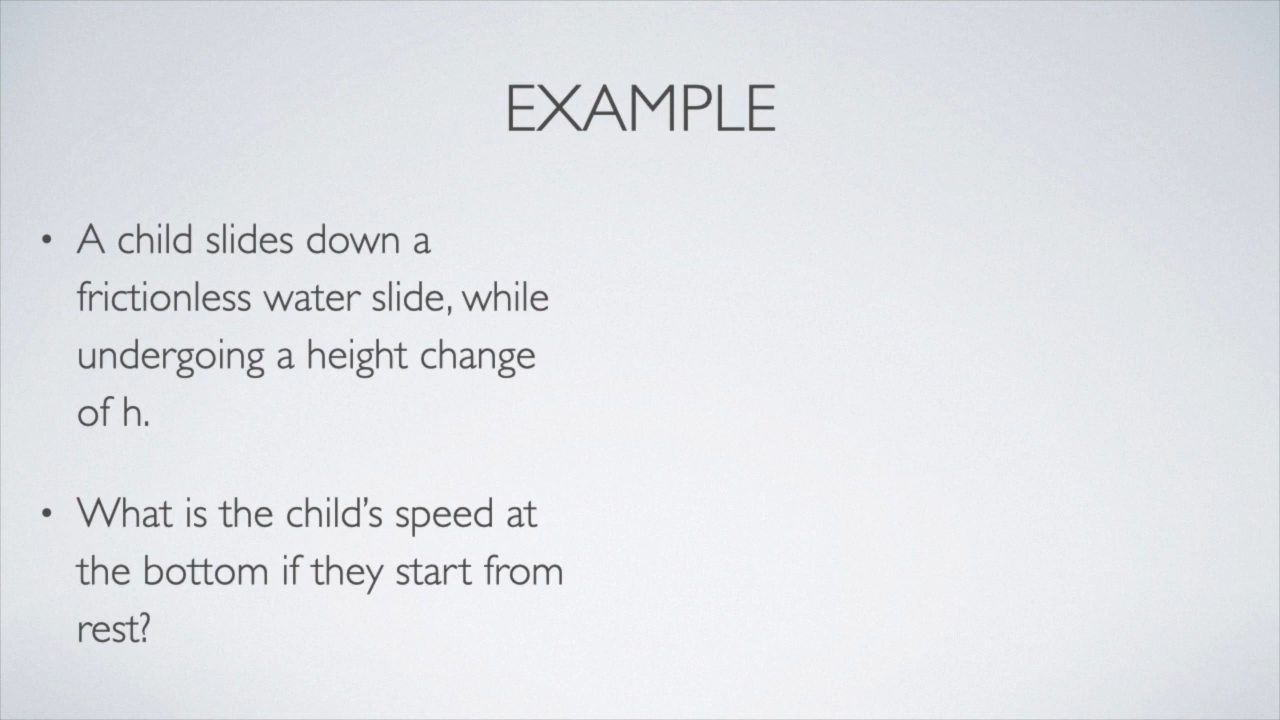 EXAMPLE
• A child slides down a
frictionless water slide, while
undergoing a height change
of h.
• What is the child’s speed at
the bottom if they start from
rest?